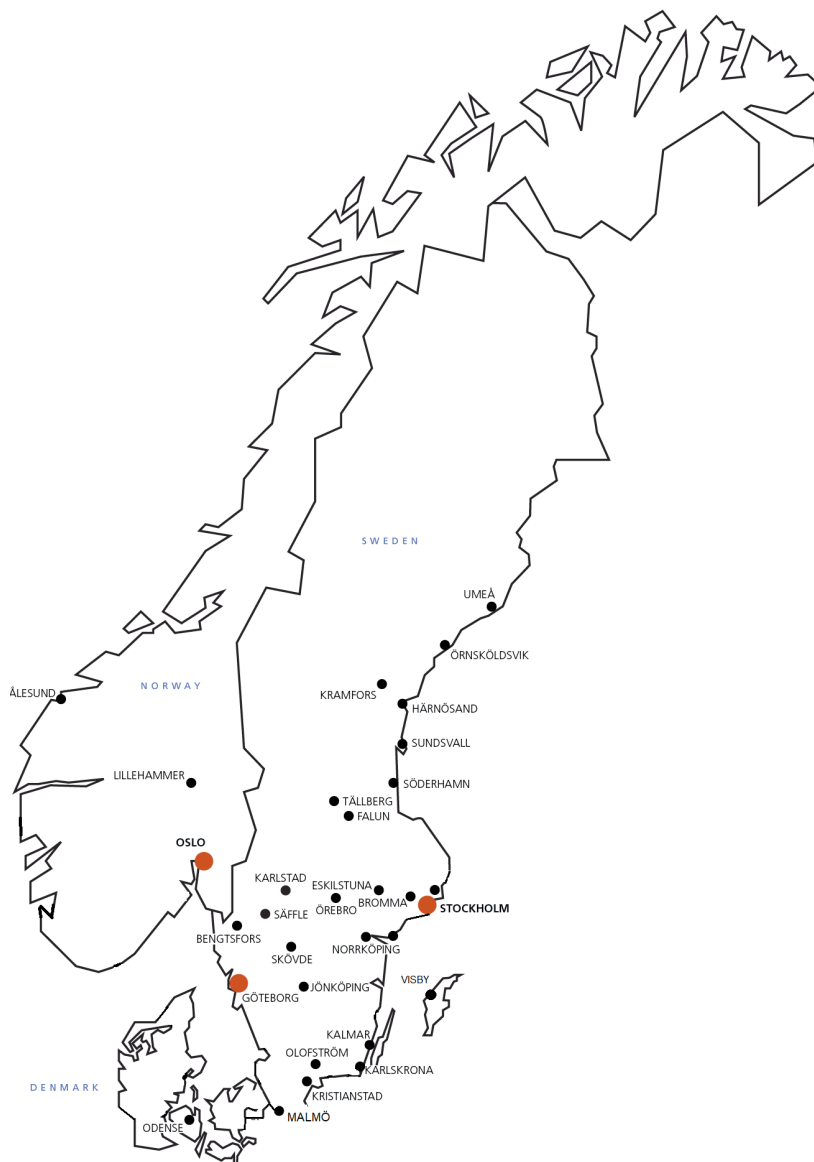 SWEDEN
UMEÅ
ÖRNSKÖLDSVIK
NORWAY
KRAMFORS
ÅLESUND
HÄRNÖSAND
SUNDSVALL
LILLEHAMMER
SÖDERHAMN
TÄLLBERG
FALUN
OSLO
KARLSTAD
ESKILSTUNA
BROMMA
ÖREBRO
STOCKHOLM
SÄFFLE
BENGTSFORS
NORRKÖPING
SKÖVDE
VISBY
JÖNKÖPING
GÖTEBORG
KALMAR
OLOFSTRÖM
KARLSKRONA
DENMARK
KRISTIANSTAD
MALMÖ
ODENSE